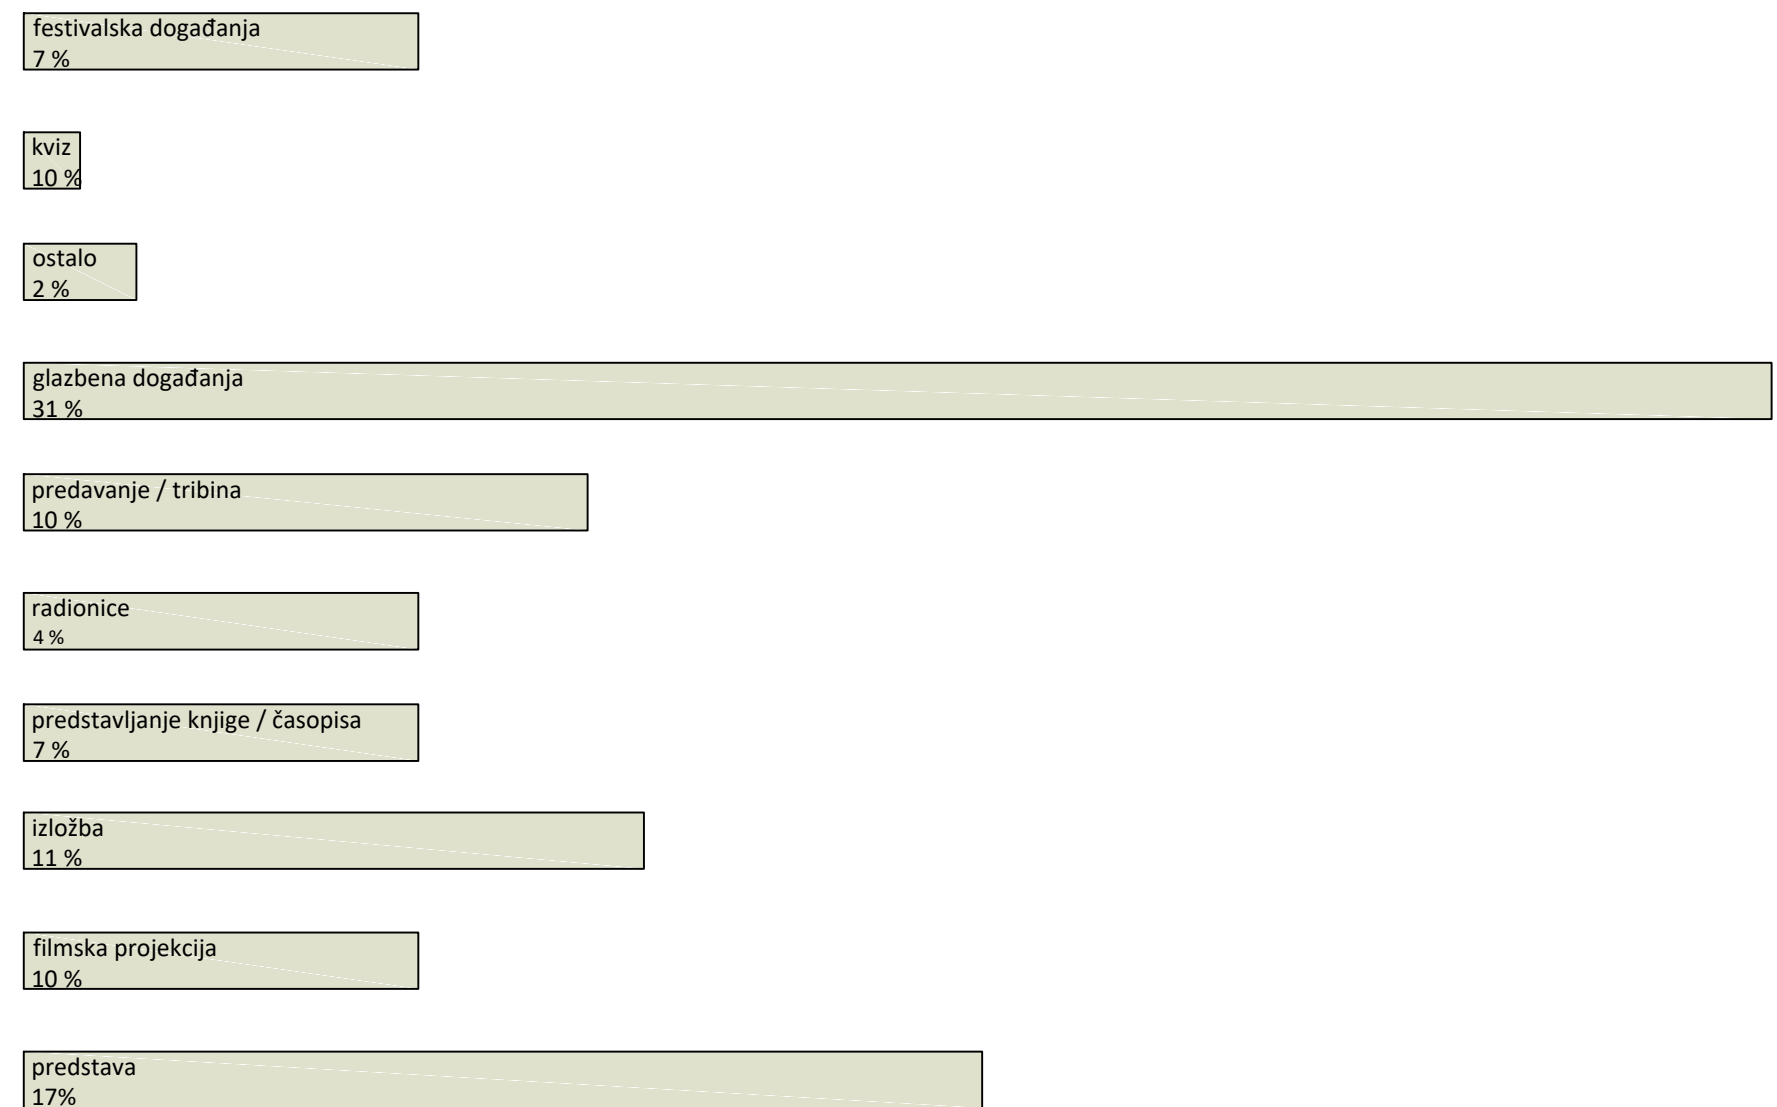 festivalska događanja
7 %
kviz
10 %
ostalo
2 %
glazbena događanja
31 %
predavanje / tribina
10 %
radionice
4 %
predstavljanje knjige / časopisa
7 %
izložba
11 %
filmska projekcija
10 %
predstava
17%